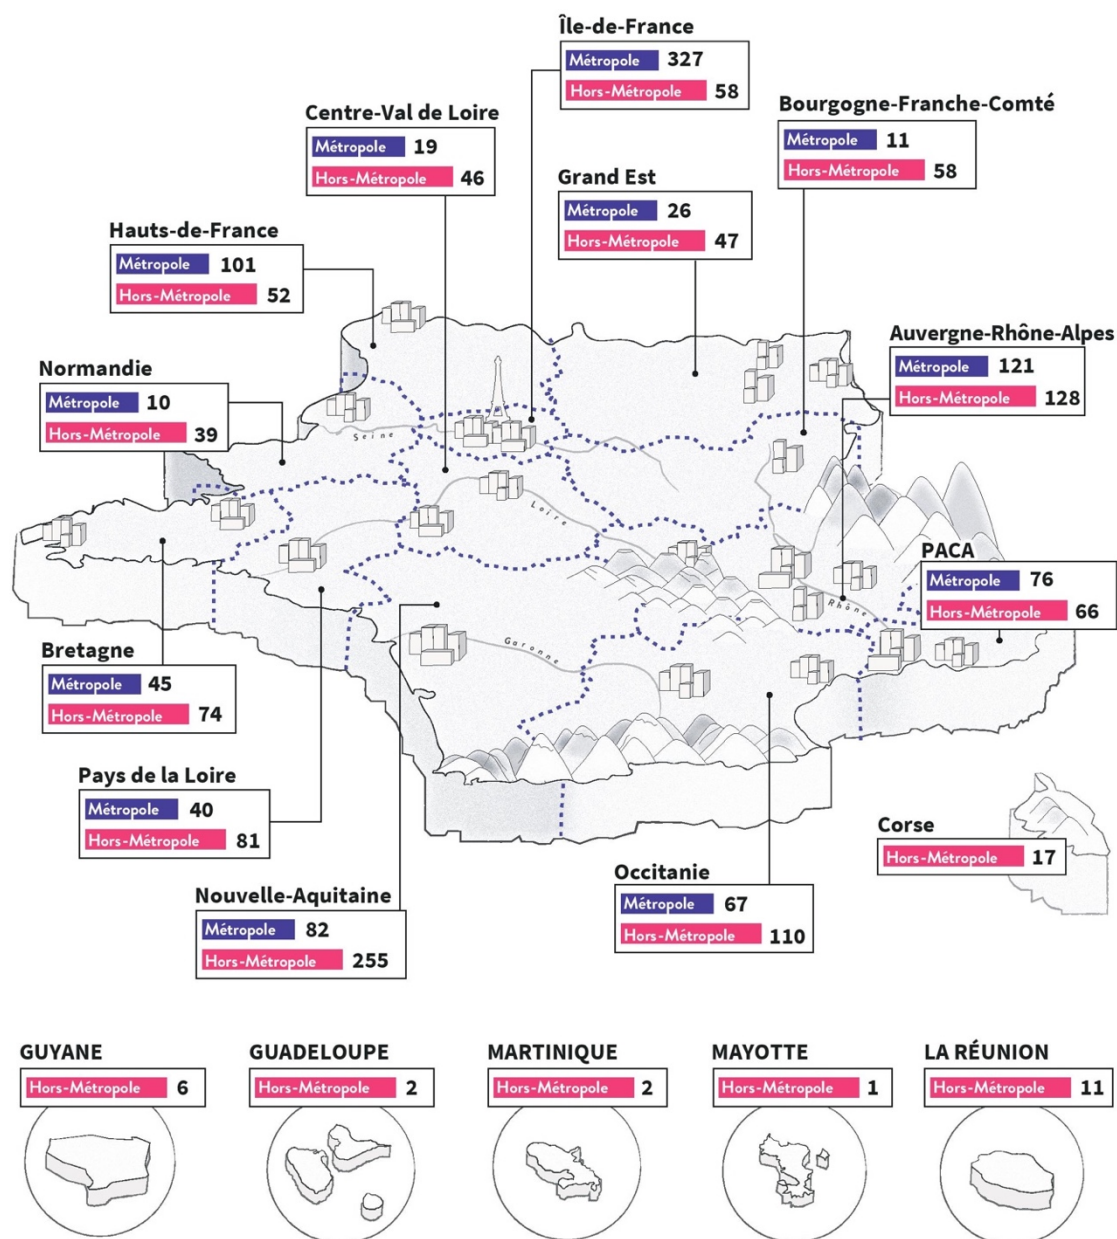 Île-de-France
Métropole 327
Hors-Métropole 58
Centre-Val de Loire
Métropole 19
Hors-Métropole 46
Bourgogne-Franche-Comté
Métropole 11
Hors-Métropole 58
Grand Est
Métropole 26
Hors-Métropole 47
Hauts-de-France
Métropole 101
Hors-Métropole 52
Auvergne-Rhône-Alpes
Métropole 121
Hors-Métropole 128
Normandie
Métropole 10
Hors-Métropole 39
Seine
Loire
PACA
Métropole 76
Hors-Métropole 66
Rhône
Garonne
Bretagne
Métropole 45
Hors-Métropole 74
Pays de la Loire
Métropole 40
Hors-Métropole 81
Corse
Hors-Métropole 17
Nouvelle-Aquitaine
Métropole 82
Hors-Métropole 255
Occitanie
Métropole 67
Hors-Métropole 110
GUYANE
Hors-Métropole 6
GUADELOUPE
Hors-Métropole 2
MARTINIQUE
Hors-Métropole 2
MAYOTTE
Hors-Métropole 1
LA RÉUNION
Hors-Métropole 11